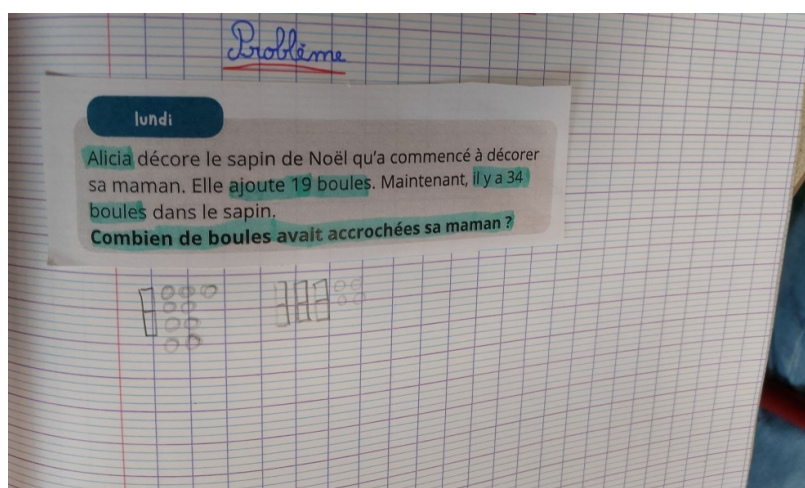 Problème
lundi
Alicia décore le sapin de Noël qu'a commencé à décorer
sa maman. Elle ajoute 19 boules. Maintenant, il y a 34
boules dans le sapin.
Combien de boules avait accrochées sa maman ?